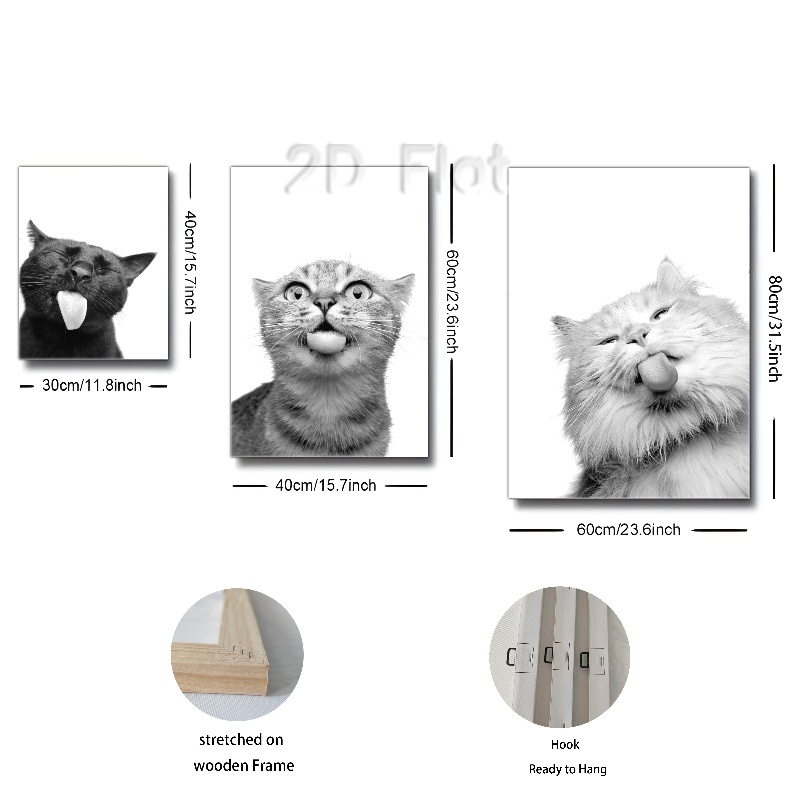 2D Flat
40cm/15.7inch
30cm/11.8inch
60cm/23.6inch
40cm/15.7inch
80cm/31.5inch
60cm/23.6inch
stretched on
wooden Frame
Hook
Ready to Hang